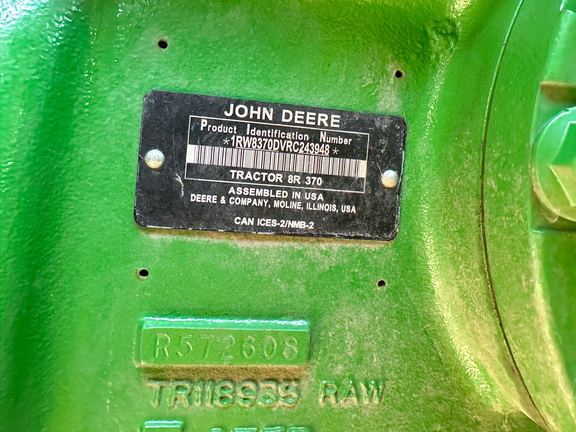 JOHN DEERE
Product Identification Number
*1RW8370DVRC243948*
TRACTOR 8R 370
ASSEMBLED IN USA
DEERE & COMPANY, MOLINE, ILLINOIS, USA
CAN ICES-2/NMB-2
R572608
TR118935 RAW